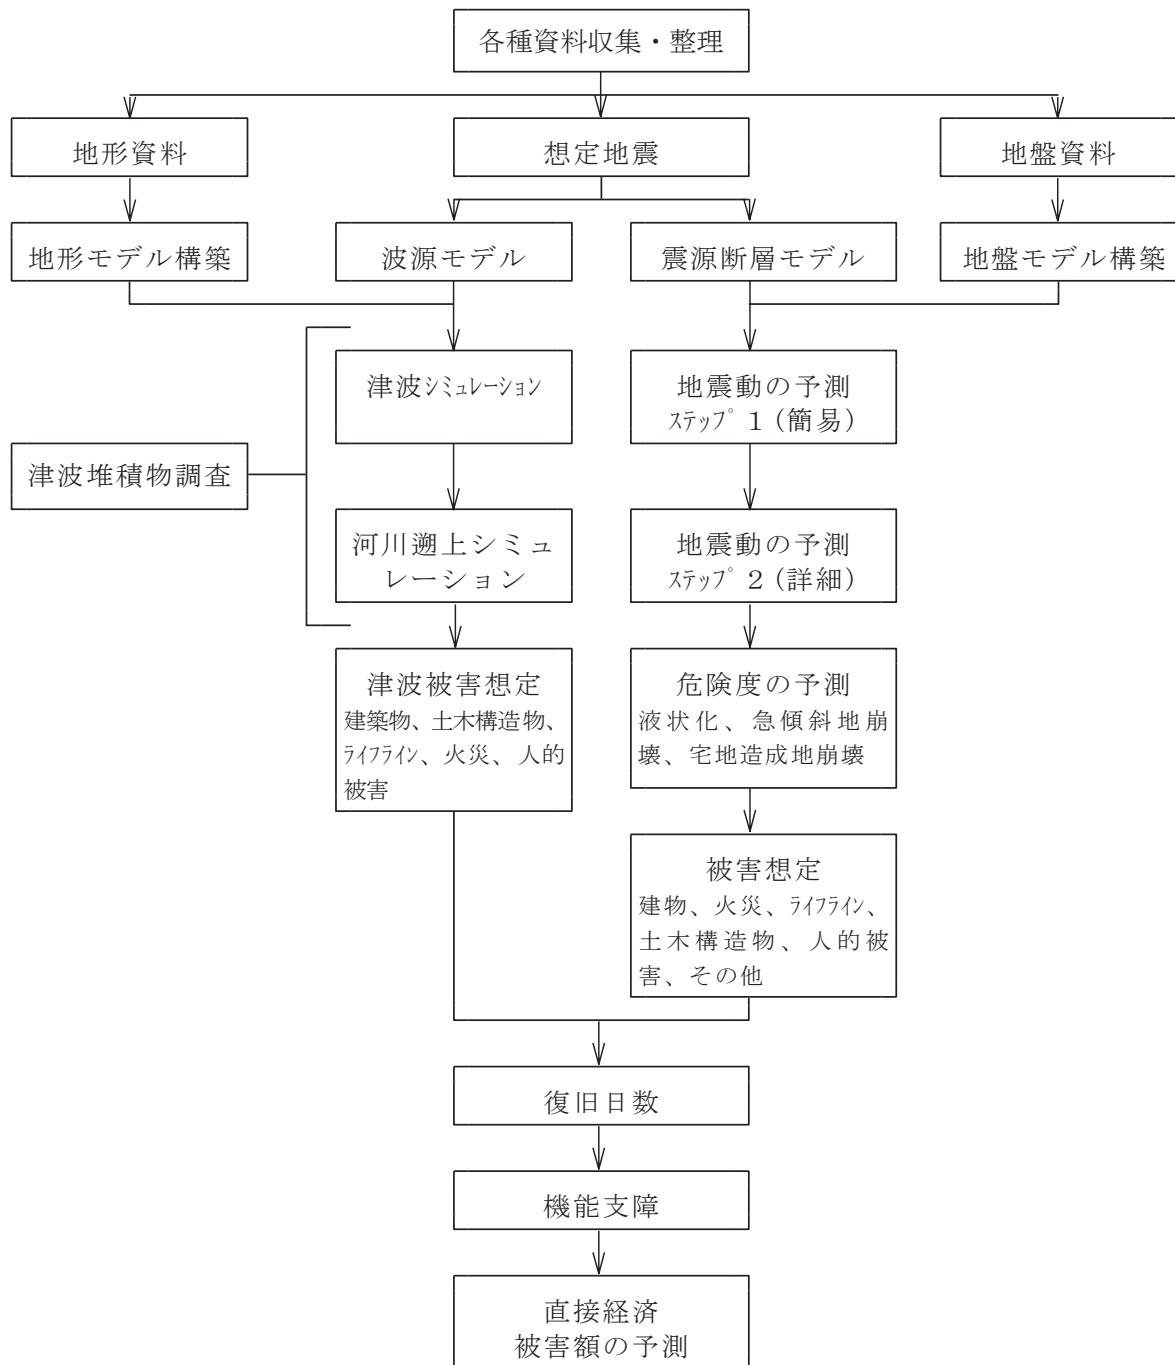 各種資料収集・整理
地形資料
想定地震
地盤資料
地形モデル構築
波源モデル
震源断層モデル
地盤モデル構築
津波ｼﾐｭﾚｰｼｮﾝ
地震動の予測
ｽﾃｯﾌﾟ１(簡易)
津波堆積物調査
河川遡上シミュ
レーション
地震動の予測
ｽﾃｯﾌﾟ２(詳細)
津波被害想定
建築物、土木構造物、
ﾗｲﾌﾗｲﾝ、火災、人的
被害
危険度の予測
液状化、急傾斜地崩
壊、宅地造成地崩壊
被害想定
建物、火災、ﾗｲﾌﾗｲﾝ、
土木構造物、人的被
害、その他
復旧日数
機能支障
直接経済
被害額の予測